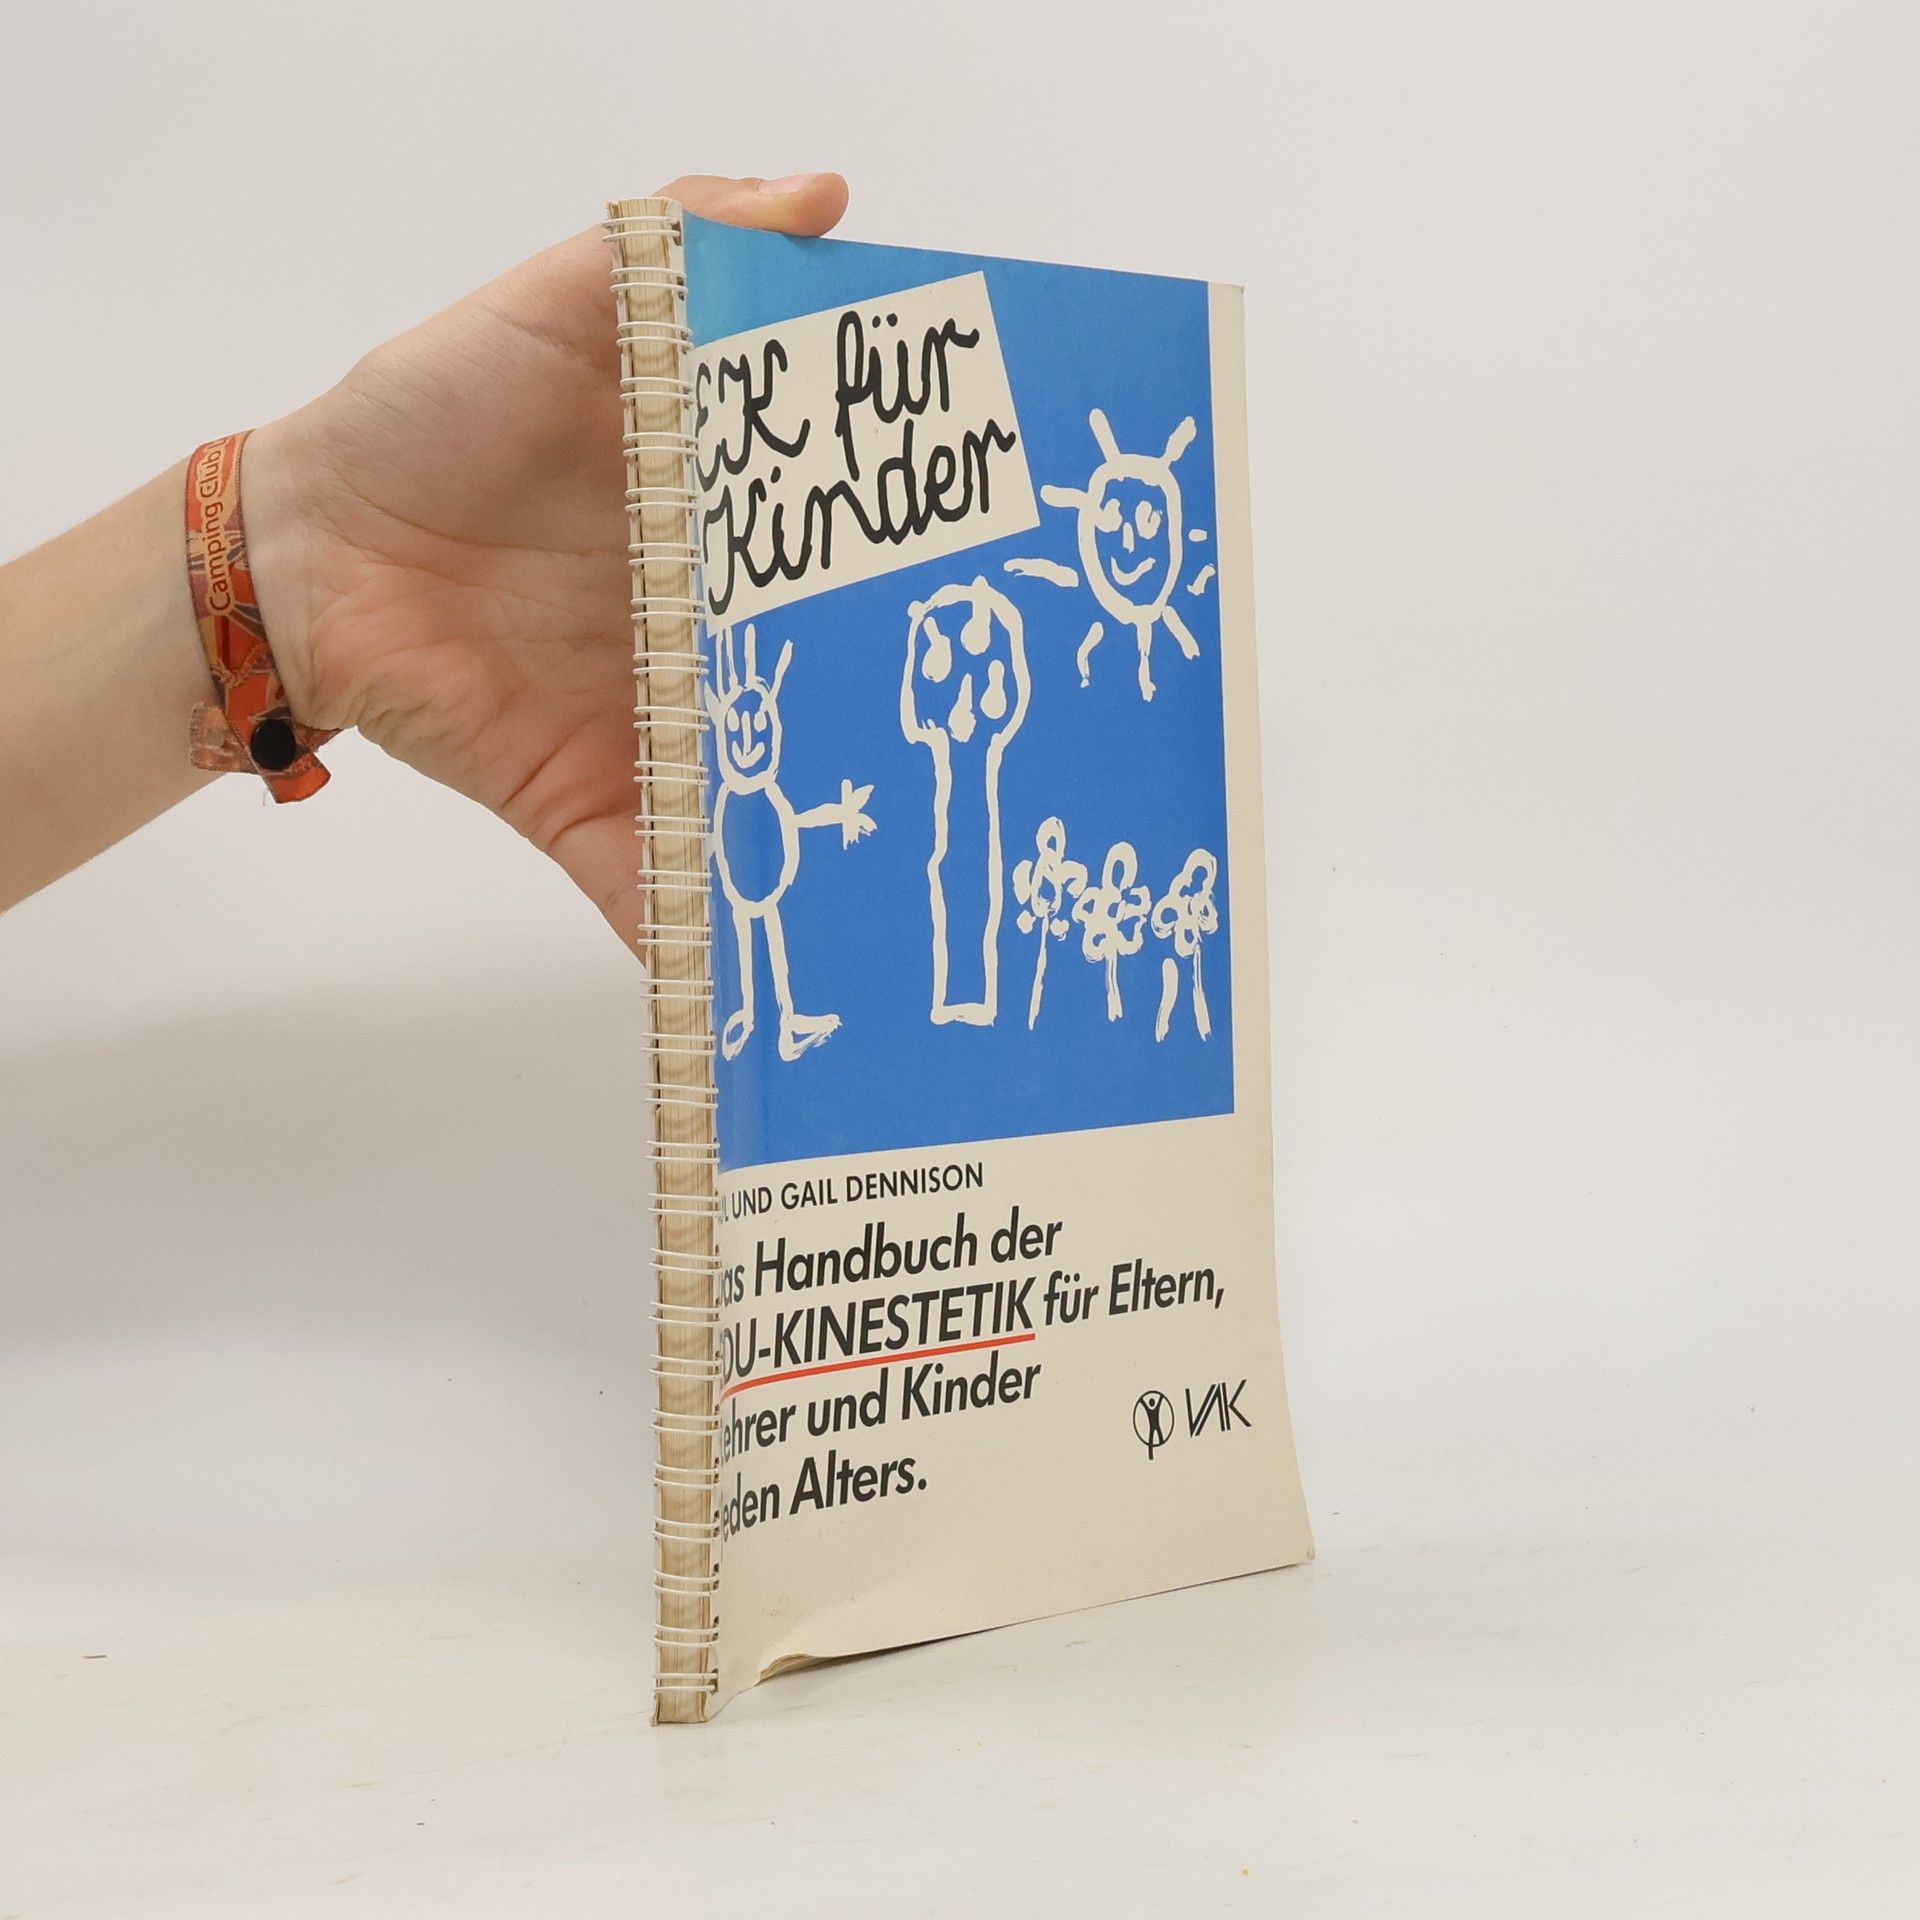 Camping Club
EK für
Kinder
UND GAIL DENNISON
as Handbuch der
DU-KINESTETIK für Eltern,
ehrer und Kinder
eden Alters.
VAK